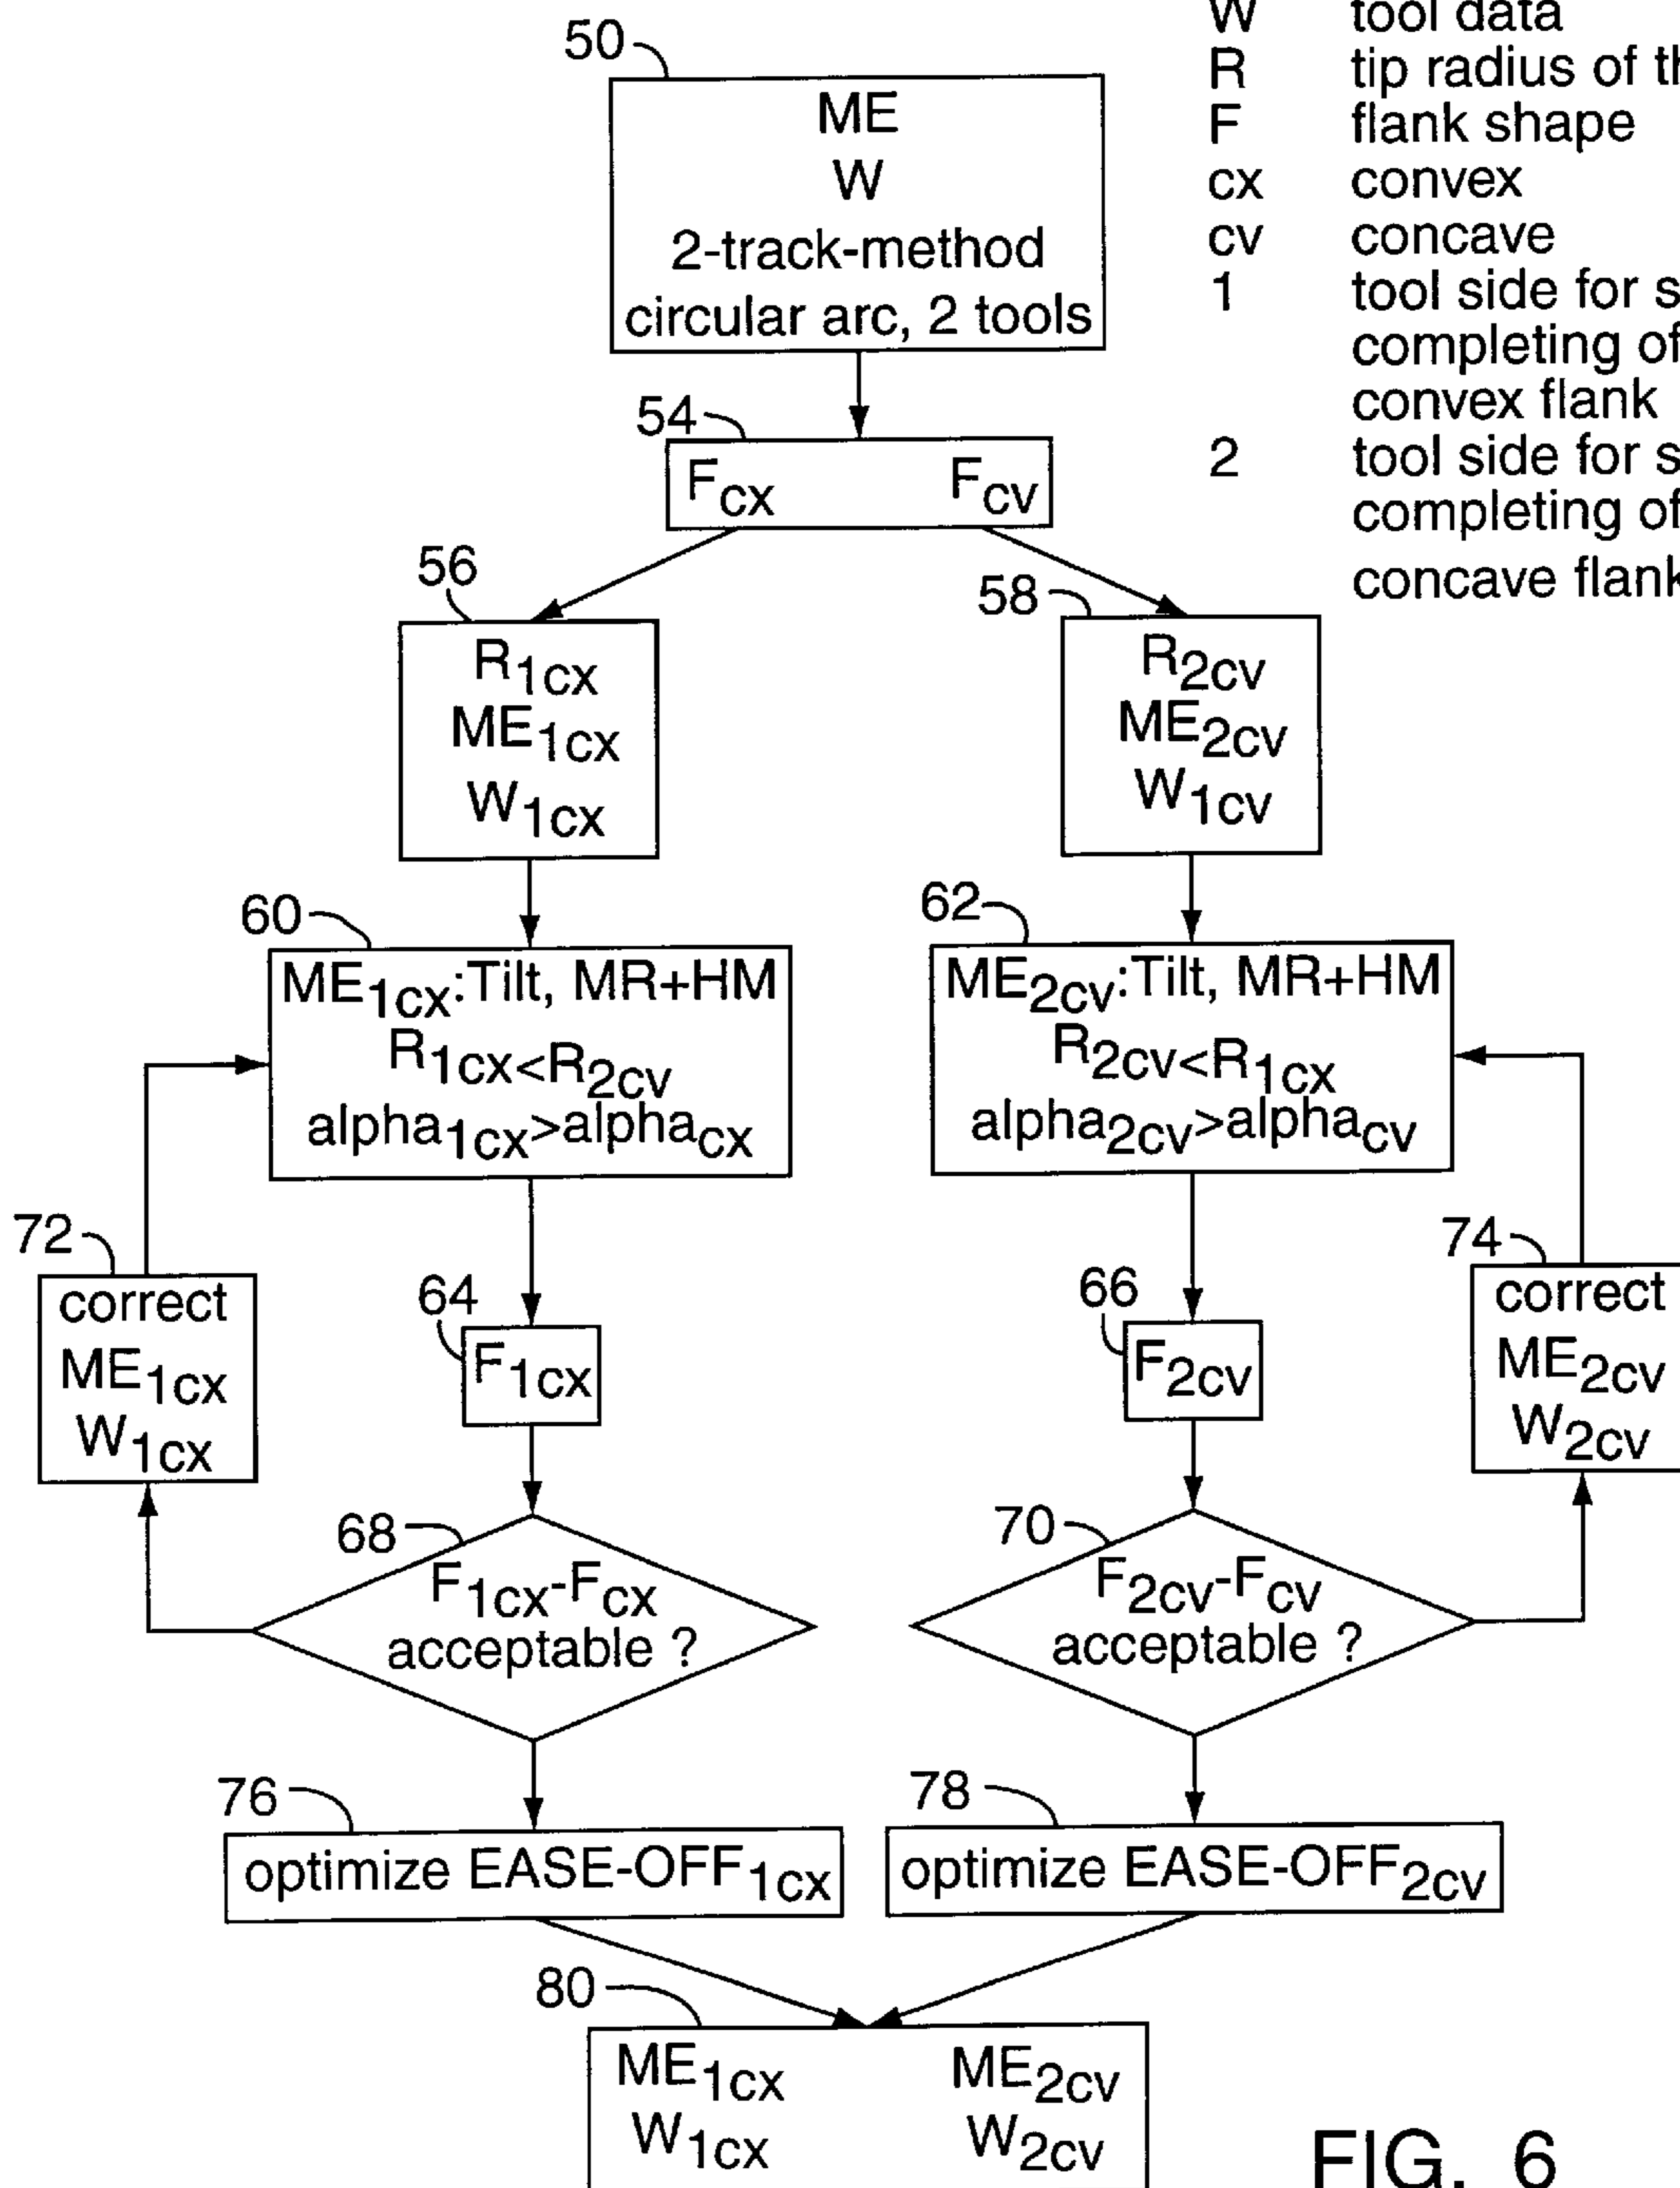 W tool data
R tip radius of
F flank shape
cx convex
cv concave
1 tool side for
completing of
convex flank
2 tool side for
completing of
concave flank
50
ME
W
2-track-method
circular arc, 2 tools
54
Fcx Fcv
56
R1cx
ME1cx
W1cx
58
R2cv
ME2cv
W1cv
60
ME1cx:Tilt, MR+HM
R1cx<R2cv
alpha1cx>alphacx
62
ME2cv:Tilt, MR+HM
R2cv<R1cx
alpha2cv>alphacv
72
correct
ME1cx
W1cx
64
F1cx
66
F2cv
74
correct
ME2cv
W2cv
68
F1cx-Fcx
acceptable ?
70
F2cv-Fcv
acceptable ?
76
optimize EASE-OFF1cx
78
optimize EASE-OFF2cv
80
ME1cx ME2cv
W1cx W2cv
FIG. 6